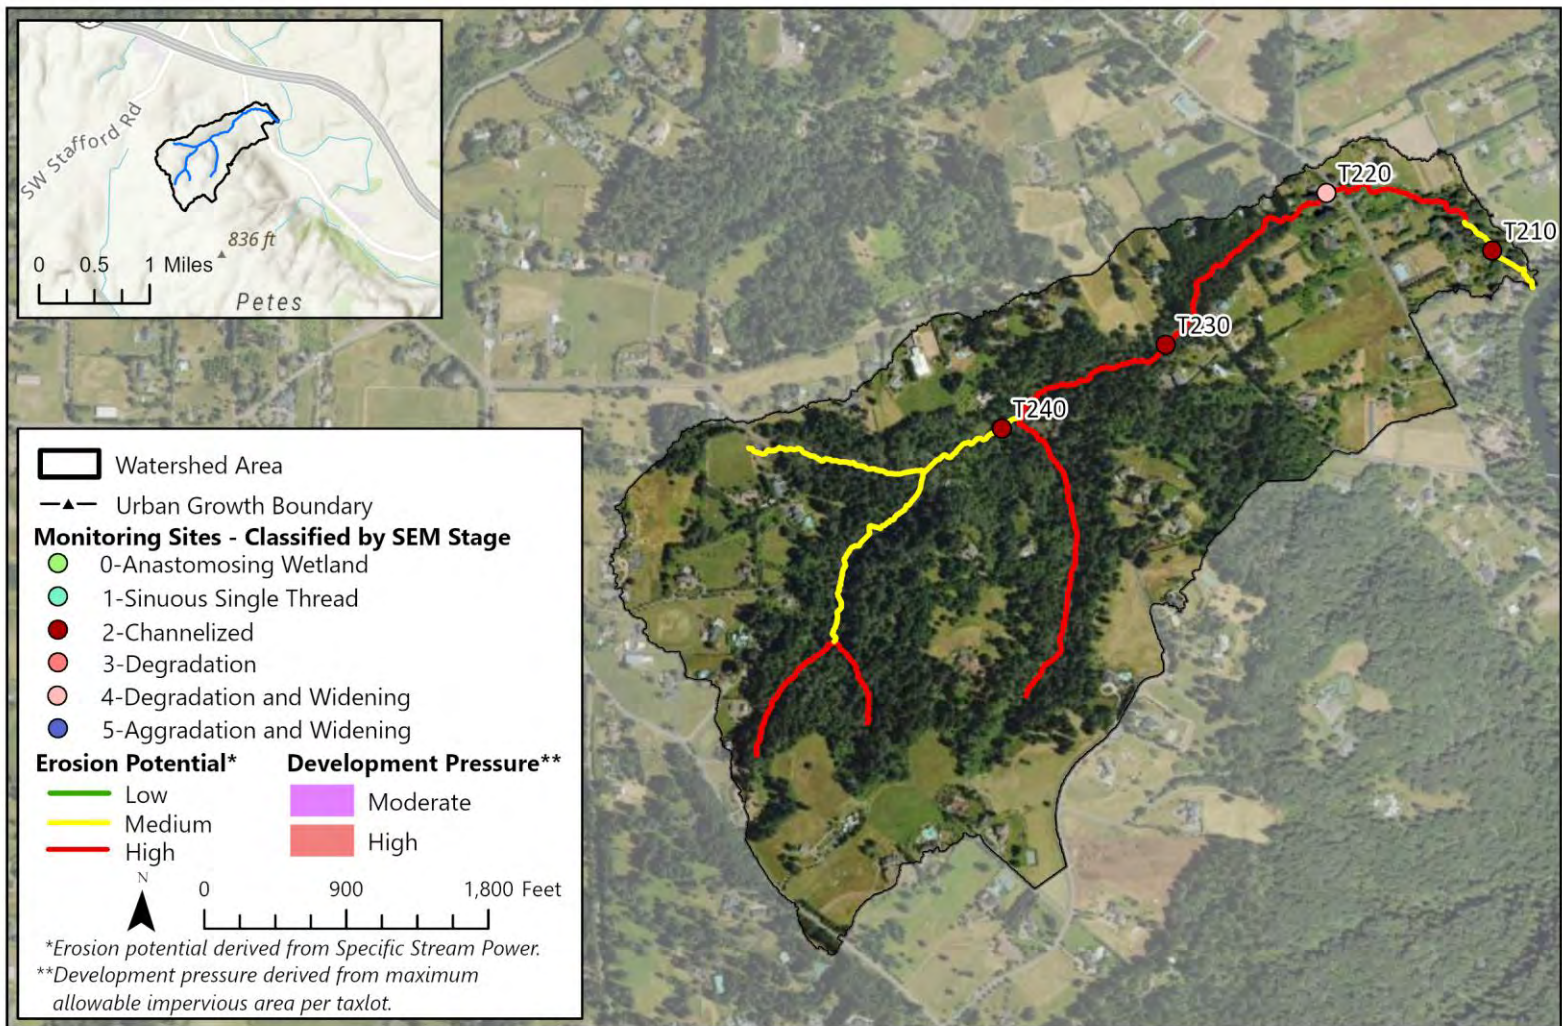 SW Stafford Rd
836 ft
0 0.5 1 Miles
Petes
T220
T210
T230
T240
Watershed Area
Urban Growth Boundary
Monitoring Sites - Classified by SEM Stage
0-Anastomosing Wetland
1-Sinuous Single Thread
2-Channelized
3-Degradation
4-Degradation and Widening
5-Aggradation and Widening
Erosion Potential* Development Pressure**
Low Moderate
Medium
High High
N
0 900 1,800 Feet
*Erosion potential derived from Specific Stream Power.
**Development pressure derived from maximum
allowable impervious area per taxlot.